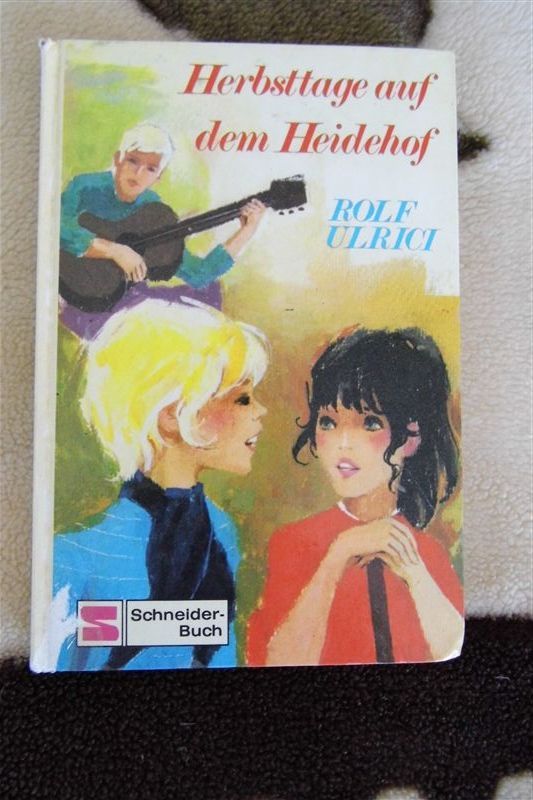 Herbsttage auf
dem Heidehof
ROLF
ULRICI
Schneider-
Buch